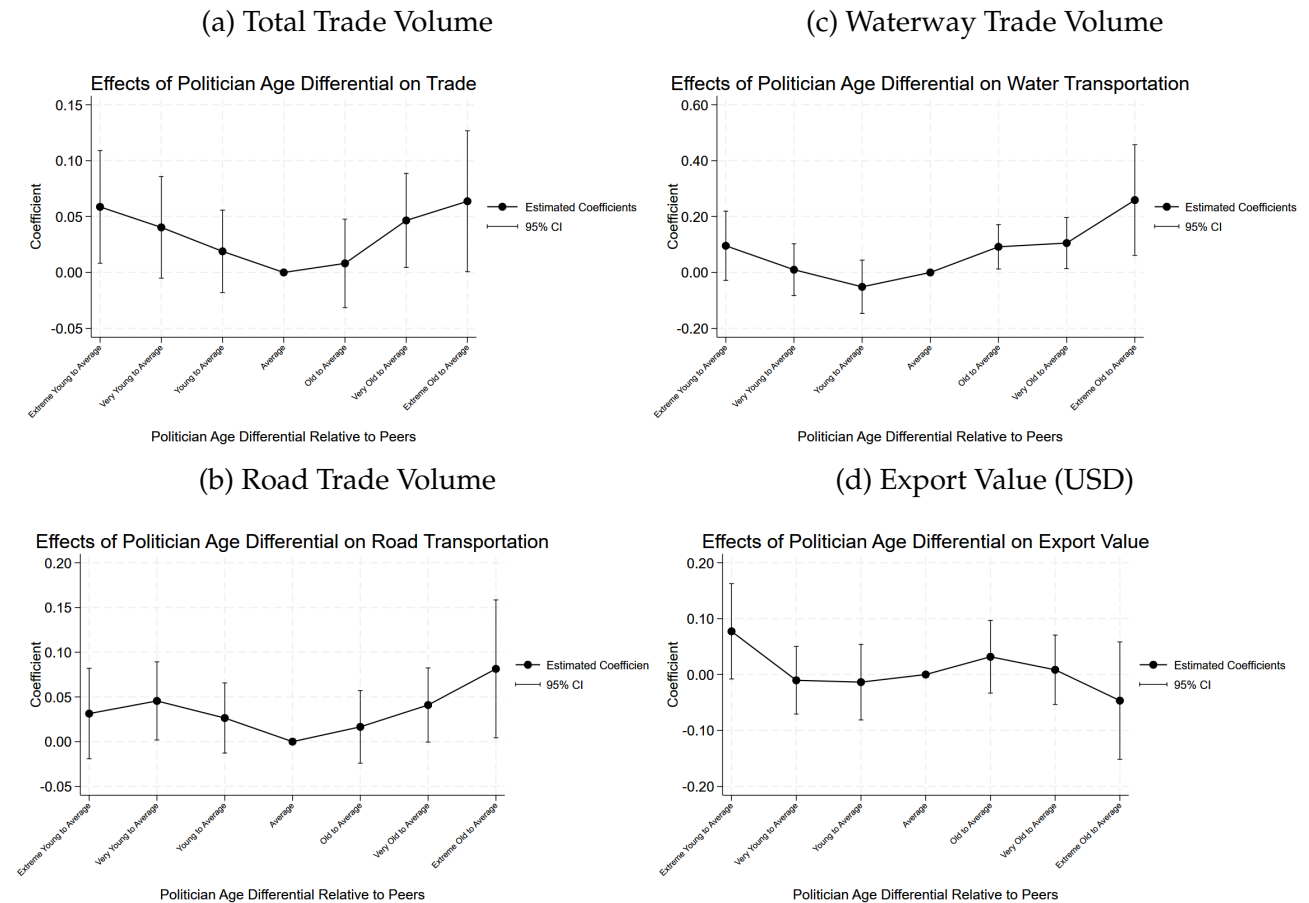 (a) Total Trade Volume
Effects of Politician Age Differential on Trade
0.15
0.10
0.05
0.00
-0.05
Coefficient
Estimated Coefficients
95% CI
Extreme Young to Average
Very Young to Average
Young to Average
Average
Old to Average
Very Old to Average
Extreme Old to Average
Politician Age Differential Relative to Peers
(c) Waterway Trade Volume
Effects of Politician Age Differential on Water Transportation
0.60
0.40
0.20
0.00
-0.20
Coefficient
Estimated Coefficients
95% CI
Extreme Young to Average
Very Young to Average
Young to Average
Average
Old to Average
Very Old to Average
Extreme Old to Average
Politician Age Differential Relative to Peers
(b) Road Trade Volume
Effects of Politician Age Differential on Road Transportation
0.20
0.15
0.10
0.05
0.00
-0.05
Coefficient
Estimated Coefficien
95% CI
Extreme Young to Average
Very Young to Average
Young to Average
Average
Old to Average
Very Old to Average
Extreme Old to Average
Politician Age Differential Relative to Peers
(d) Export Value (USD)
Effects of Politician Age Differential on Export Value
0.20
0.10
0.00
-0.10
-0.20
Coefficient
Estimated Coefficients
95% CI
Extreme Young to Average
Very Young to Average
Young to Average
Average
Old to Average
Very Old to Average
Extreme Old to Average
Politician Age Differential Relative to Peers